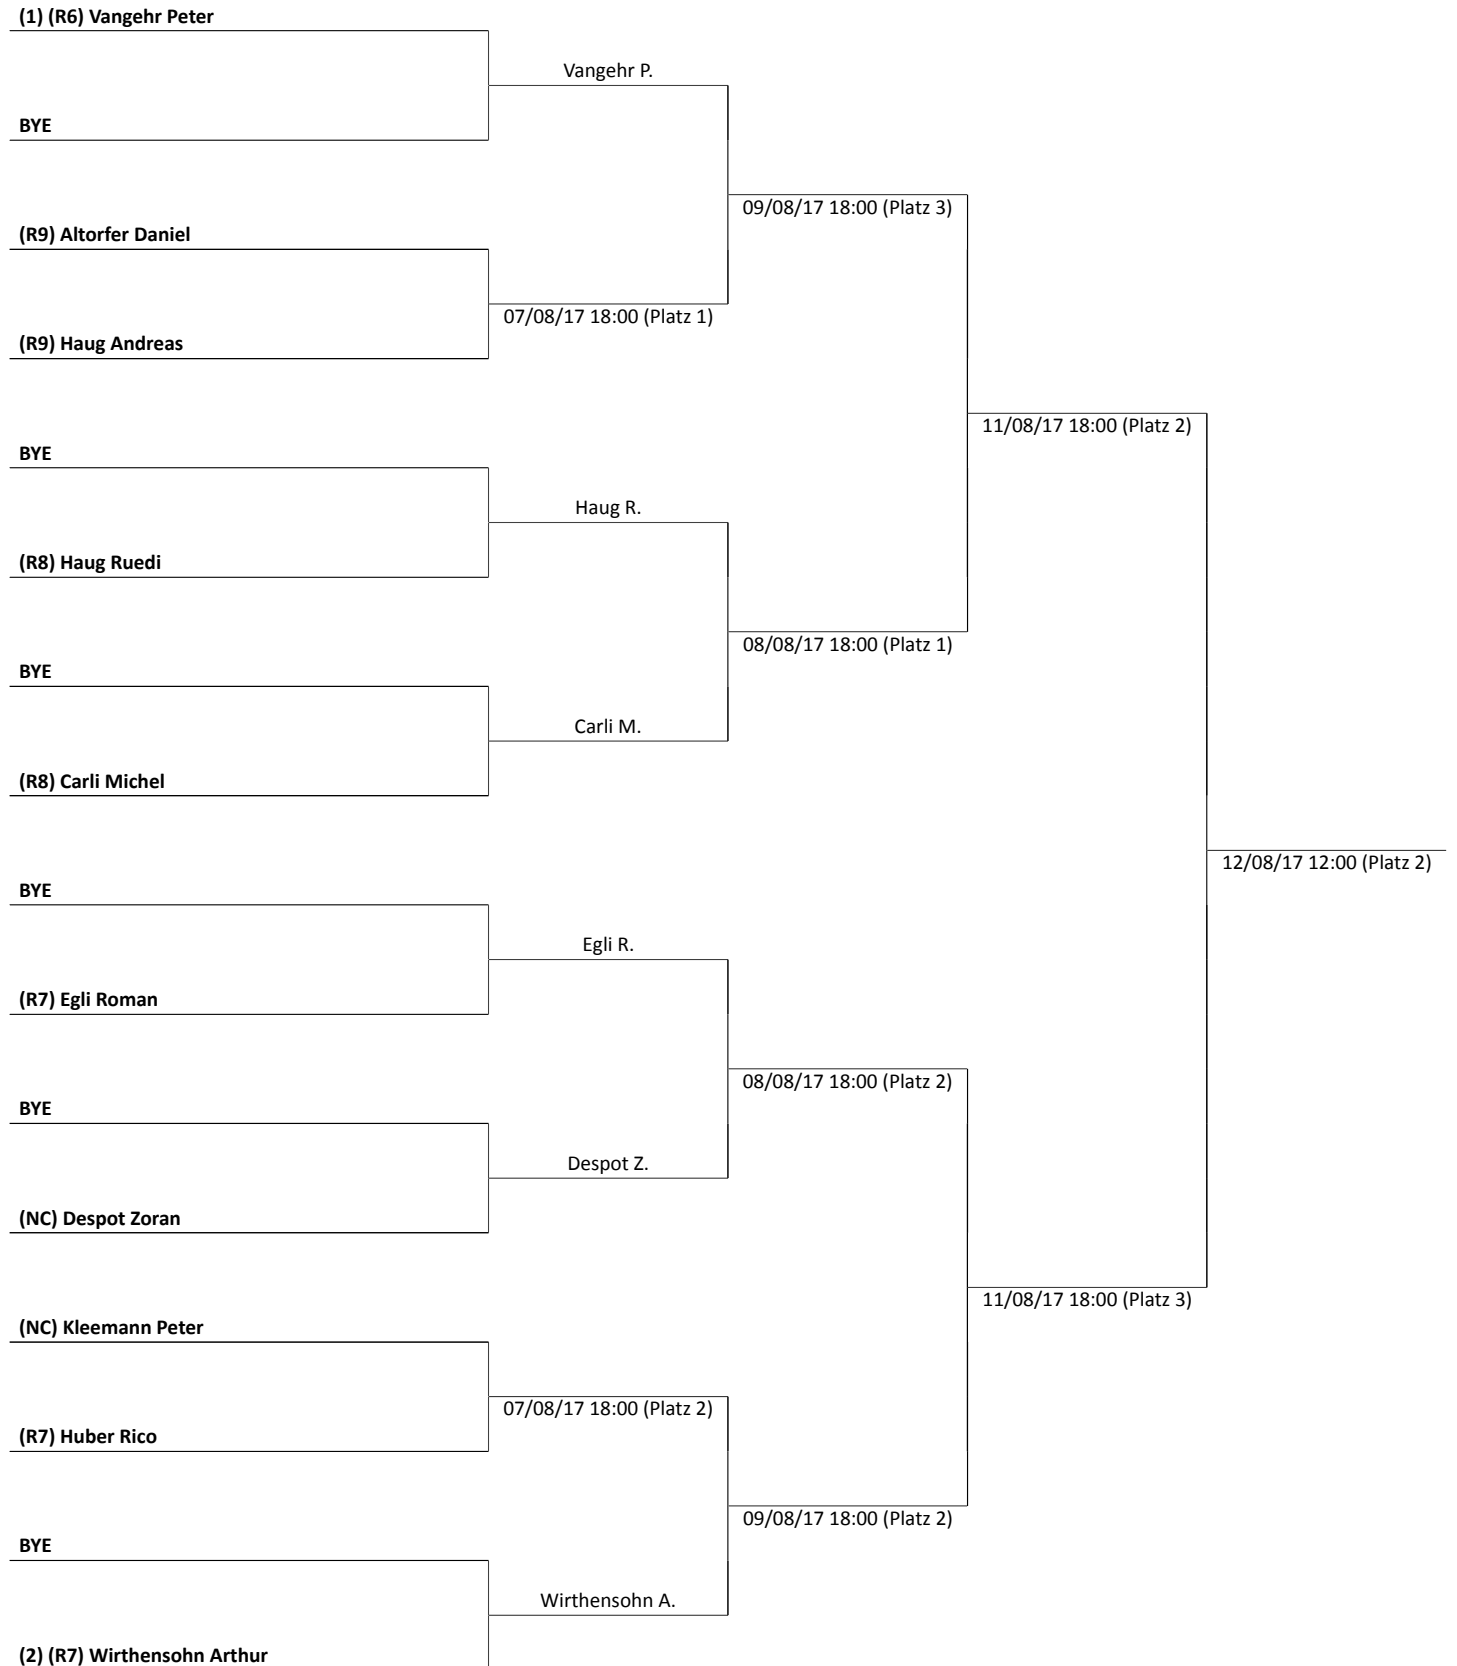 (1) (R6) Vangehr Peter
Vangehr P.
BYE
09/08/17 18:00 (Platz 3)
(R9) Altorfer Daniel
07/08/17 18:00 (Platz 1)
(R9) Haug Andreas
11/08/17 18:00 (Platz 2)
BYE
Haug R.
(R8) Haug Ruedi
08/08/17 18:00 (Platz 1)
BYE
Carli M.
(R8) Carli Michel
12/08/17 12:00 (Platz 2)
BYE
Egli R.
(R7) Egli Roman
08/08/17 18:00 (Platz 2)
BYE
Despot Z.
(NC) Despot Zoran
11/08/17 18:00 (Platz 3)
(NC) Kleemann Peter
07/08/17 18:00 (Platz 2)
(R7) Huber Rico
09/08/17 18:00 (Platz 2)
BYE
Wirthensohn A.
(2) (R7) Wirthensohn Arthur